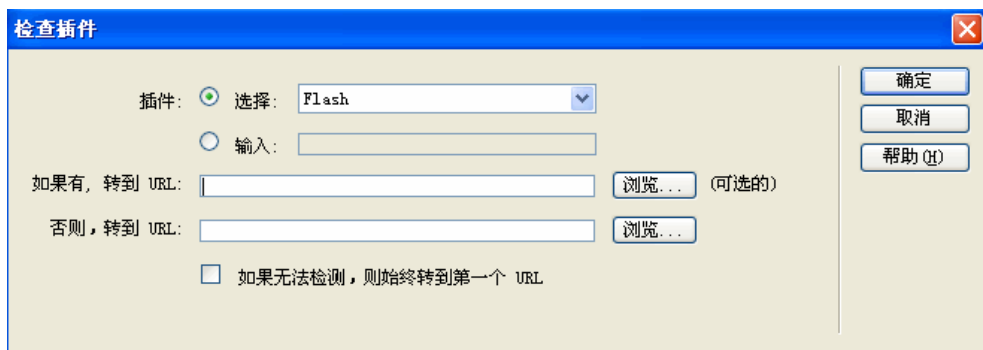 检查插件
插件: 选择: Flash
确定
输入:
取消
帮助(H)
如果有, 转到 URL: 浏览... (可选的)
否则，转到 URL: 浏览...
如果无法检测，则始终转到第一个 URL